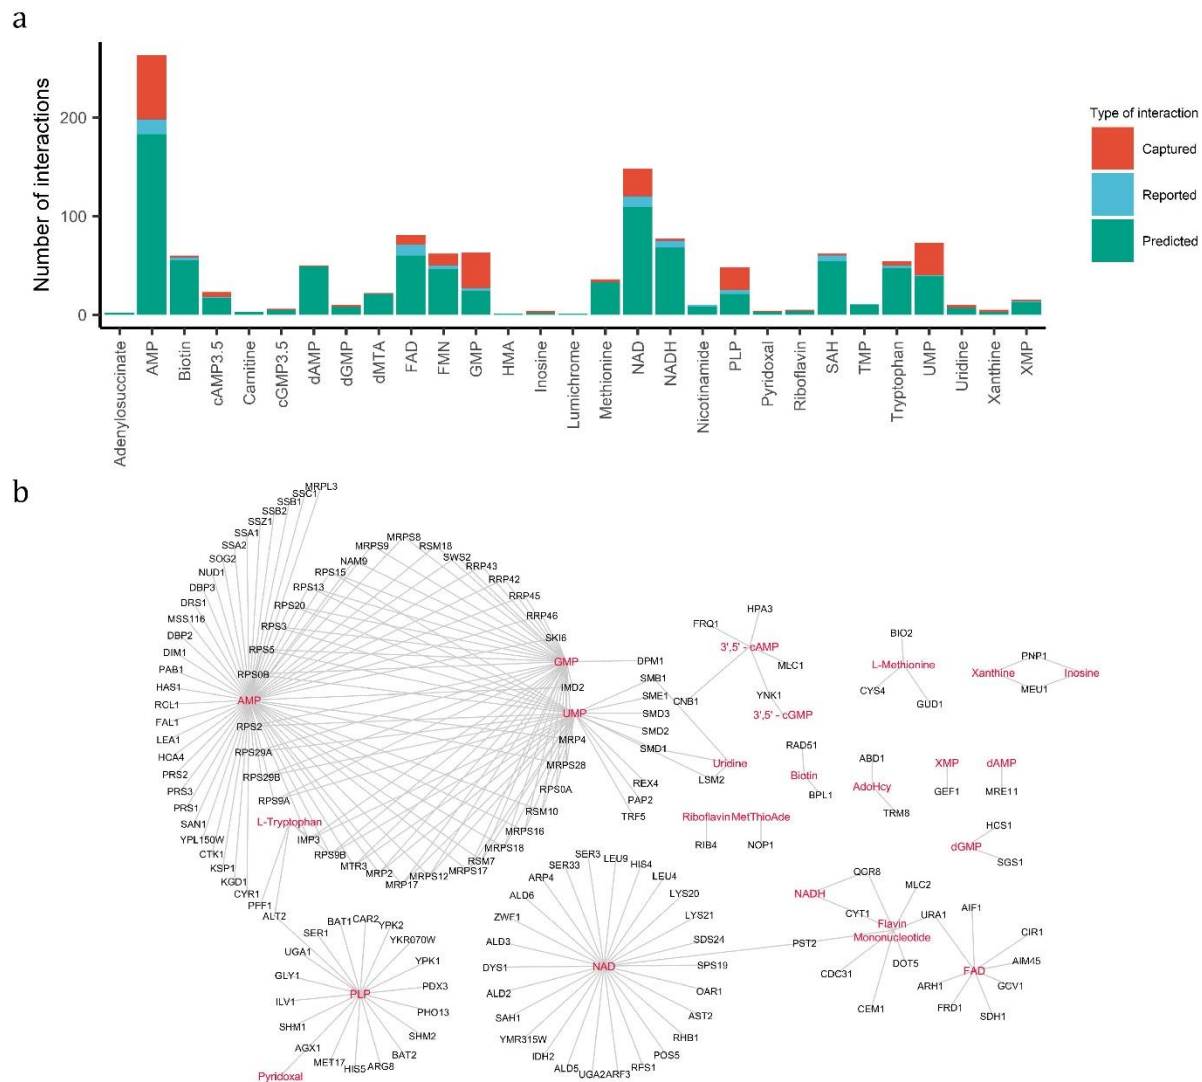 a
Number of interactions
200
100
0
Adenylosuccinate
AMP
Biotin
cAMP3.5
Carnitine
cGMP3.5
dAMP
dGMP
dMTA
FAD
FMN
GMP
HMA
Inosine
Lumichrome
Methionine
NAD
NADH
Nicotinamide
PLP
Pyridoxal
Riboflavin
SAH
TMP
Tryptophan
UMP
Uridine
Xanthine
XMP
Type of interaction
Captured
Reported
Predicted
b
MRPL3
SSC1
SSB1
SSB2
SSZ1
SSA1
SSA2
SOG2
NUD1
DBP3
DRS1
MSS116
DBP2
DIM1
PAB1
HAS1
RCL1
FAL1
LEA1
HCA4
PRS2
PRS3
PRS1
SAN1
YPL150W
CTK1
KSP1
KGD1
CYR1
PFF1
ALT2
MRPS8
MRPS9
RSM18
NAM9
SWS2
RPS15
RRP43
RPS13
RRP42
RPS20
RRP45
RPS3
RRP46
RPS5
SKI6
RPS0B
GMP
AMP
IMD2
UMP
RPS2
MRP4
RPS29A
MRPS28
RPS29B
RPS0A
RPS9A
RSM10
L-Tryptophan
MRPS16
IMP3
MRPS18
RPS9B
RSM7
MTR3
MRPS17
MRP2
MRPS12
MRP17
DPM1
SMB1
SME1
CNB1
SMD3
SMD2
SMD1
Uridine
LSM2
REX4
PAP2
TRF5
HPA3
FRQ1
3',5' - cAMP
MLC1
YNK1
3',5' - cGMP
BIO2
L-Methionine
CYS4
GUD1
PNP1
Xanthine
Inosine
MEU1
RAD51
Biotin
BPL1
ABD1
AdoHcy
TRM8
XMP
GEF1
dAMP
MRE11
Riboflavin
RIB4
MetThioAde
NOP1
HCS1
dGMP
SGS1
BAT1
CAR2
YPK2
SER1
YKR070W
UGA1
YPK1
GLY1
PDX3
PLP
ILV1
PHO13
SHM1
SHM2
AGX1
BAT2
MET17
HIS5
ARG8
Pyridoxal
SER3
LEU9
SER33
HIS4
ARP4
LEU4
ALD6
LYS20
ZWF1
LYS21
ALD3
SDS24
DYS1
NAD
SPS19
ALD2
OAR1
SAH1
AST2
YMR315W
RHB1
IDH2
POS5
ALD5
RFS1
UGA2
ARF3
NADH
QCR8
MLC2
CYT1
URA1
AIF1
Flavin
Mononucleotide
PST2
CIR1
CDC31
DOT5
FAD
AIM45
ARH1
GCV1
CEM1
FRD1
SDH1